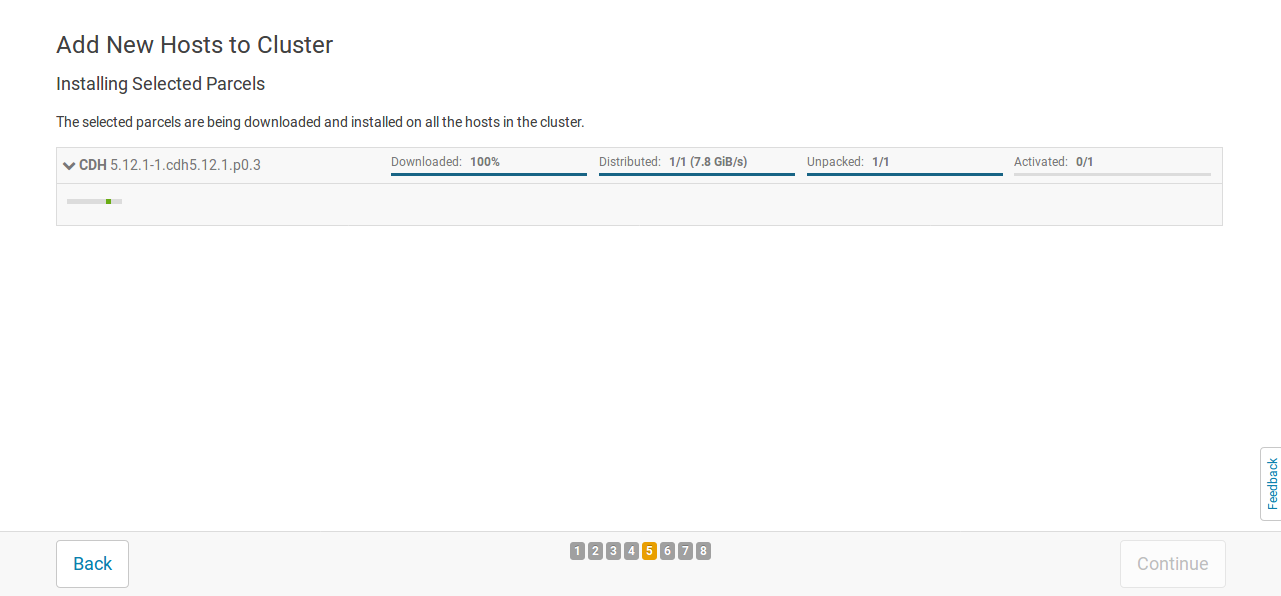 Add New Hosts to Cluster
Installing Selected Parcels
The selected parcels are being downloaded and installed on all the hosts in the cluster.
CDH 5.12.1-1.cdh5.12.1.p0.3 Downloaded: 100% Distributed: 1/1 (7.8 GiB/s) Unpacked: 1/1 Activated: 0/1
Feedback
Back 1 2 3 4 5 6 7 8 Continue